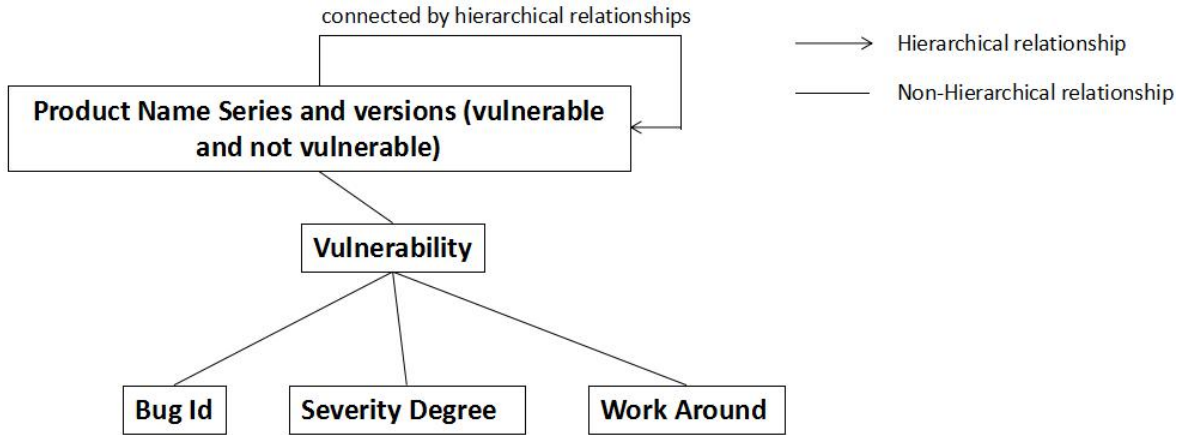 connected by hierarchical relationships
Hierarchical relationship
Non-Hierarchical relationship
Product Name Series and versions (vulnerable
and not vulnerable)
Vulnerability
Bug Id
Severity Degree
Work Around